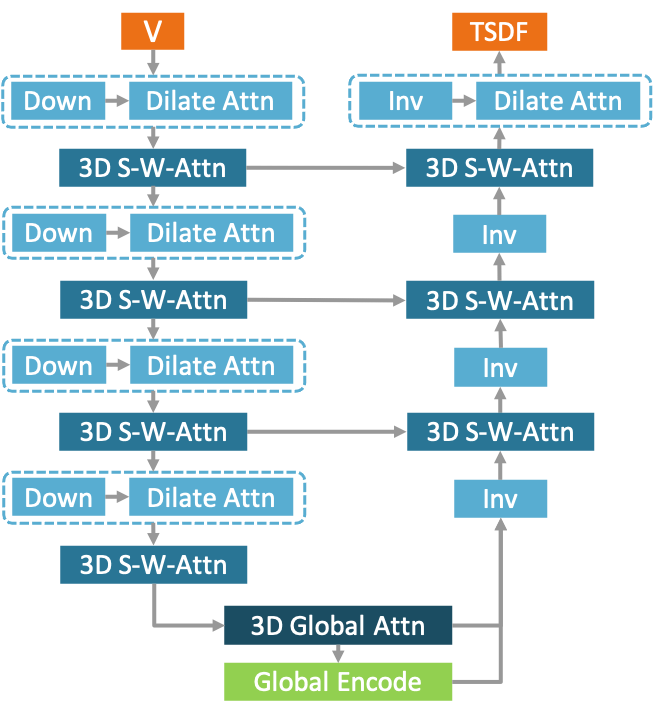 V
Down
Dilate Attn
3D S-W-Attn
Down
Dilate Attn
3D S-W-Attn
Down
Dilate Attn
3D S-W-Attn
Down
Dilate Attn
3D S-W-Attn
3D Global Attn
Global Encode
TSDF
Inv
Dilate Attn
3D S-W-Attn
Inv
3D S-W-Attn
Inv
3D S-W-Attn
Inv